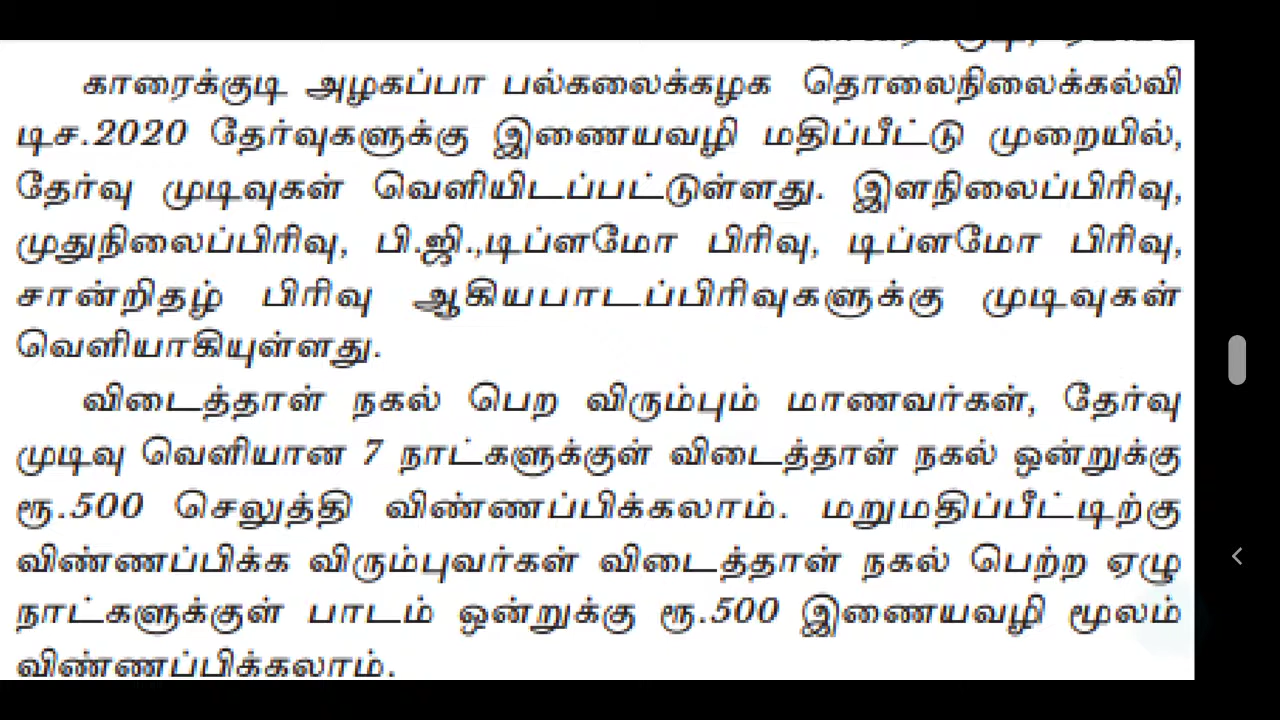 காரைக்குடி அழகப்பா பல்கலைக்கழக தொலைநிலைக்கல்வி
டிச.2020 தேர்வுகளுக்கு இணையவழி மதிப்பீட்டு முறையில்,
தேர்வு முடிவுகள் வெளியிடப்பட்டுள்ளது. இளநிலைப்பிரிவு,
முதுநிலைப்பிரிவு, பி.ஜி.,டிப்ளமோ பிரிவு, டிப்ளமோ பிரிவு,
சான்றிதழ் பிரிவு ஆகியபாடப்பிரிவுகளுக்கு முடிவுகள்
வெளியாகியுள்ளது.
விடைத்தாள் நகல் பெற விரும்பும் மாணவர்கள், தேர்வு
முடிவு வெளியான 7 நாட்களுக்குள் விடைத்தாள் நகல் ஒன்றுக்கு
ரூ.500 செலுத்தி விண்ணப்பிக்கலாம். மறுமதிப்பீட்டிற்கு
விண்ணப்பிக்க விரும்புவர்கள் விடைத்தாள் நகல் பெற்ற ஏழு
நாட்களுக்குள் பாடம் ஒன்றுக்கு ரூ.500 இணையவழி மூலம்
விண்ணப்பிக்கலாம்.